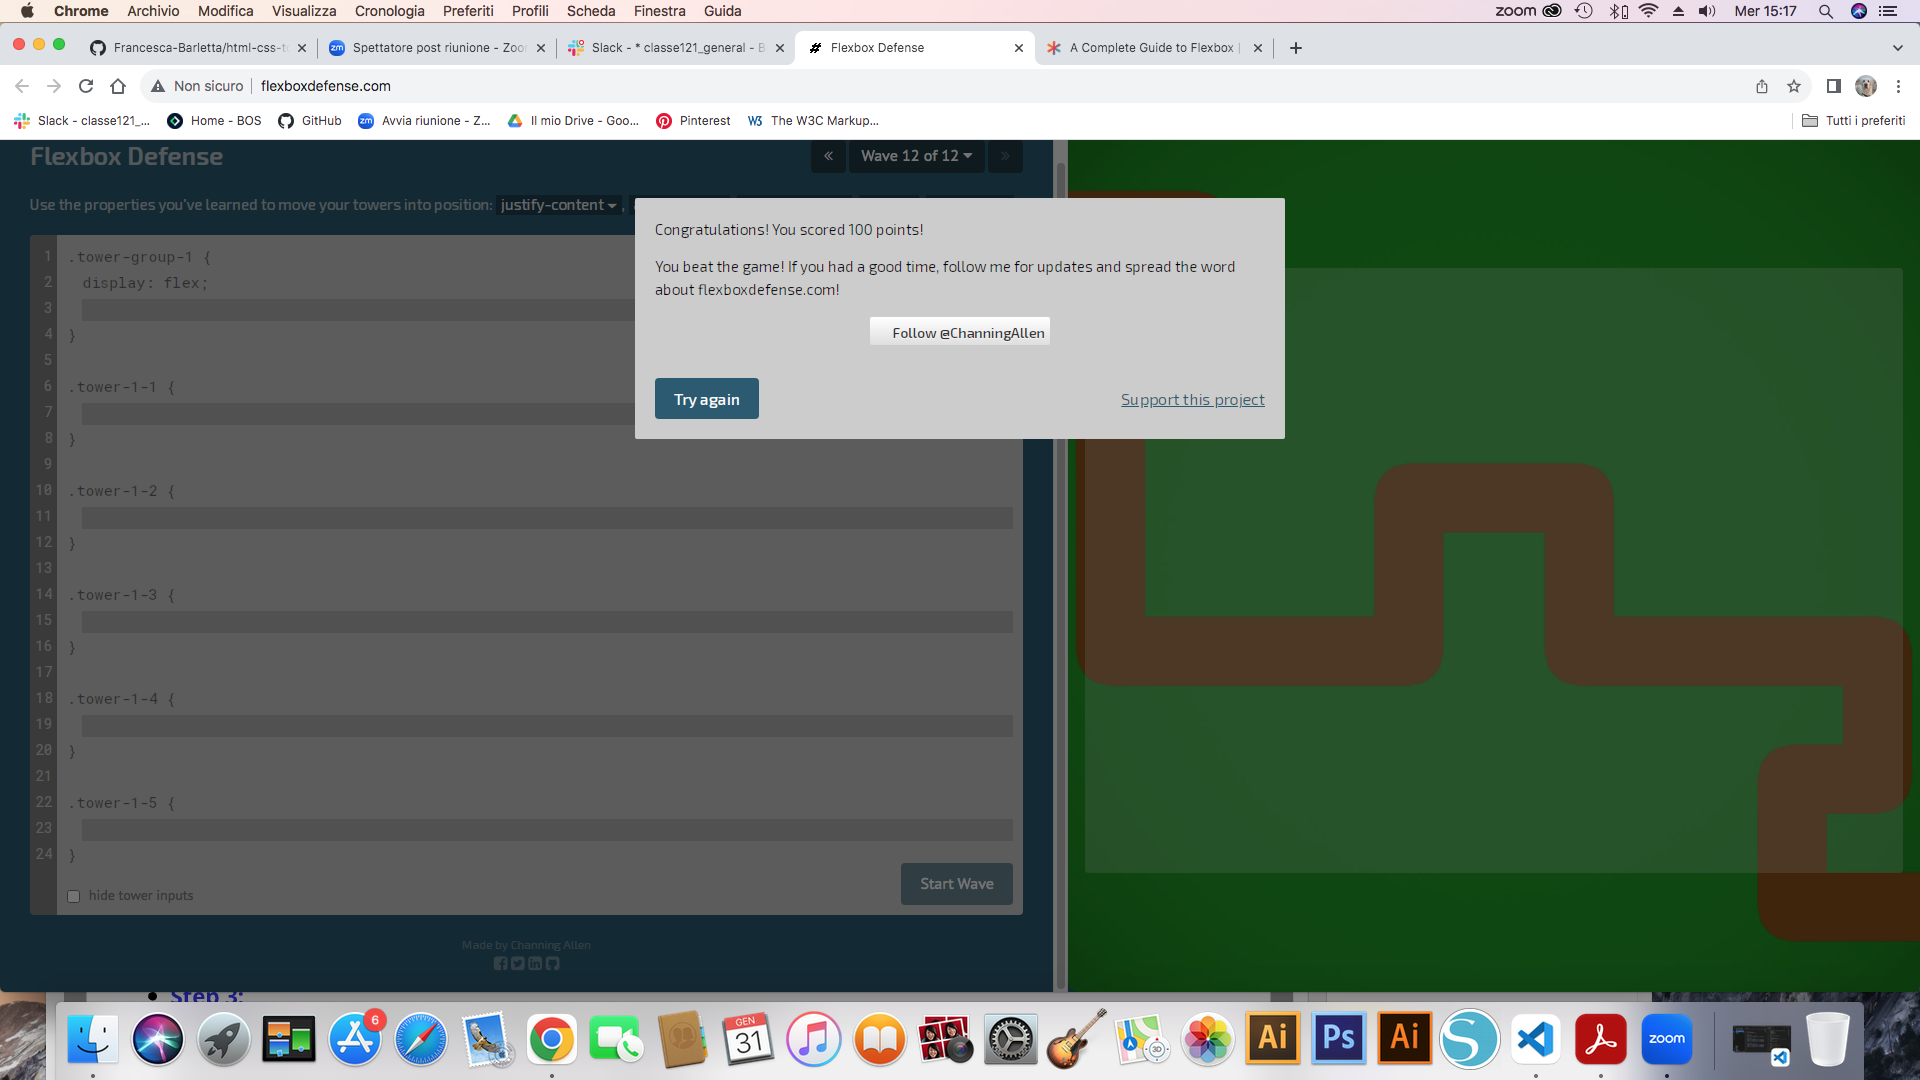 Chrome Archivio Modifica Visualizza Cronologia Preferiti Profili Scheda Finestra Guida zoom Mer 15:17
Francesca-Barletta/html-css-t
Spettatore post riunione - Zoo
Slack - * classe121_general - B
Flexbox Defense
A Complete Guide to Flexbox |
Non sicuro flexboxdefense.com
Slack - classe121_... Home - BOS GitHub Avvia riunione - Z... Il mio Drive - Goo... Pinterest W3 The W3C Markup... Tutti i preferiti
Flexbox Defense « Wave 12 of 12 »
Use the properties you've learned to move your towers into position: justify-content ,
Congratulations! You scored 100 points!
You beat the game! If you had a good time, follow me for updates and spread the word
about flexboxdefense.com!
Follow @ChanningAllen
Try again Support this project
1 .tower-group-1 {
2 display: flex;
3
4 }
5
6 .tower-1-1 {
7
8 }
9
10 .tower-1-2 {
11
12 }
13
14 .tower-1-3 {
15
16 }
17
18 .tower-1-4 {
19
20 }
21
22 .tower-1-5 {
23
24 }
hide tower inputs Start Wave
Made by Channing Allen
Step 3:
6
GEN
31
3D
Ai Ps Ai S zoom